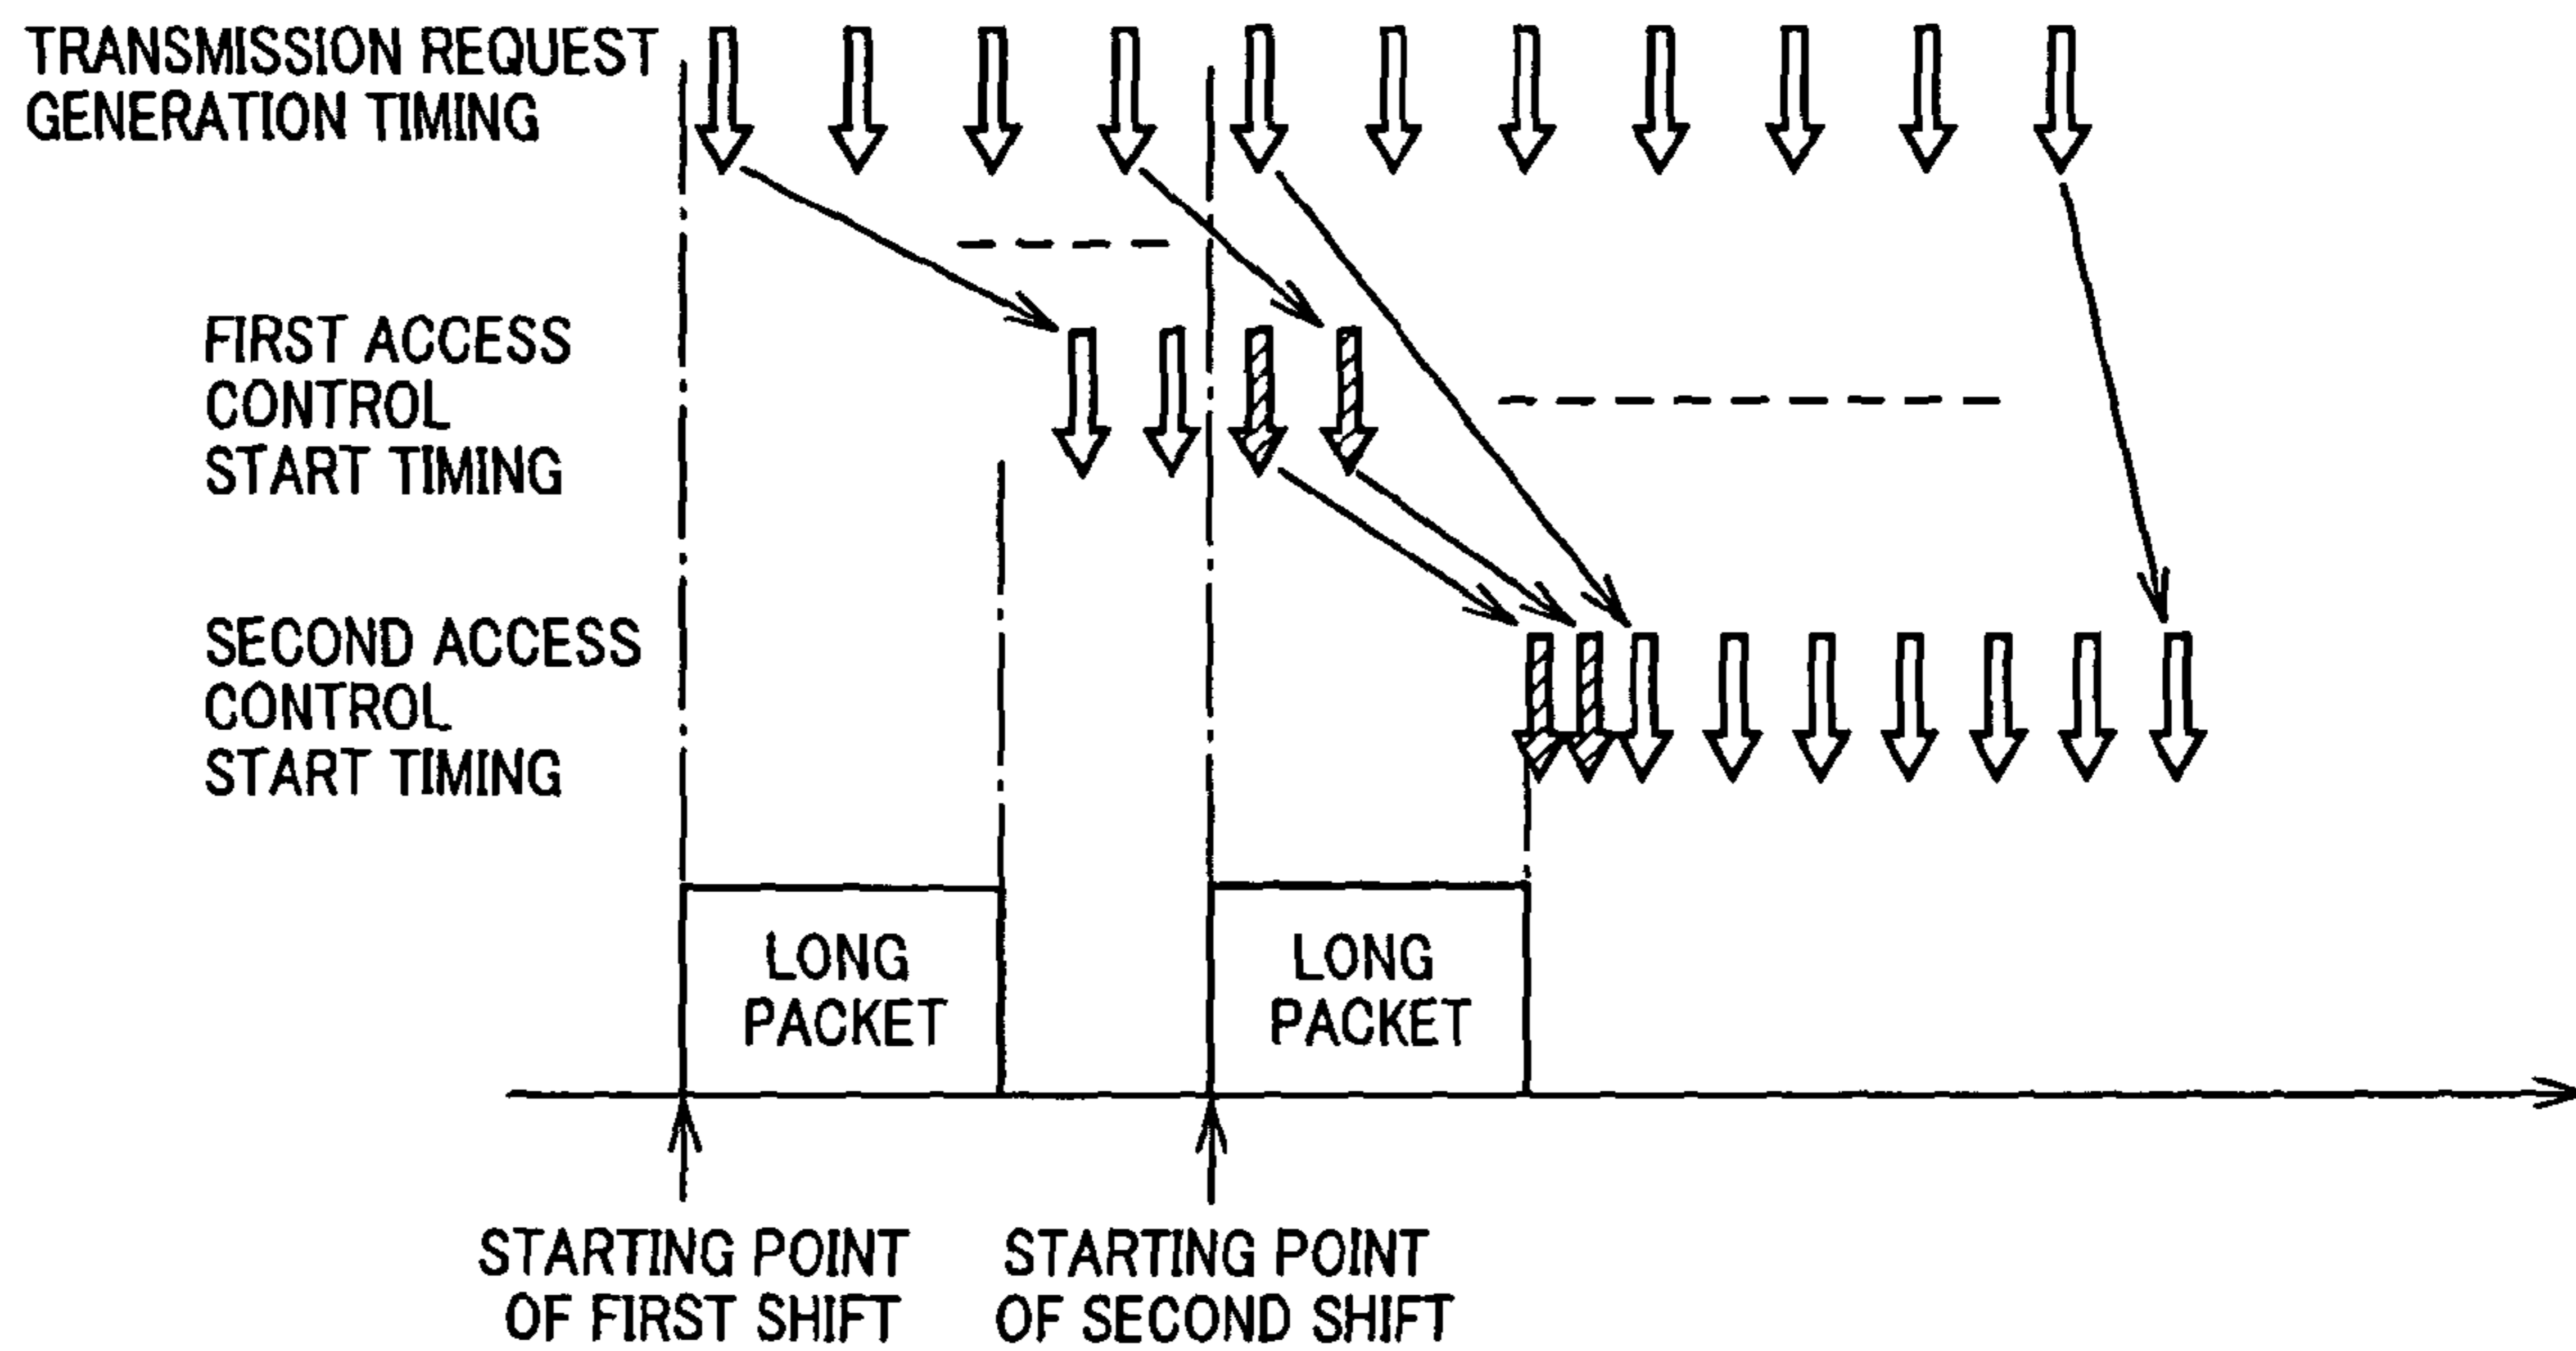 TRANSMISSION REQUEST
GENERATION TIMING
FIRST ACCESS
CONTROL
START TIMING
SECOND ACCESS
CONTROL
START TIMING
LONG
PACKET
LONG
PACKET
STARTING POINT
OF FIRST SHIFT
STARTING POINT
OF SECOND SHIFT